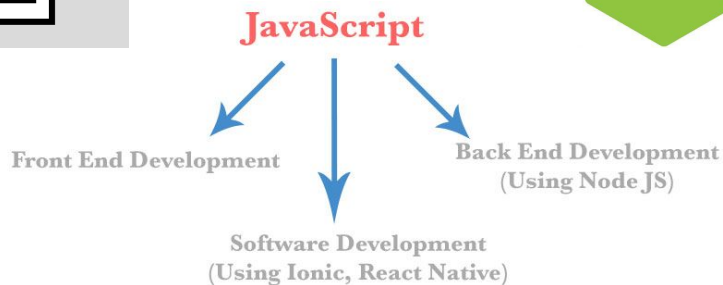 JavaScript
Front End Development
Back End Development
(Using Node JS)
Software Development
(Using Ionic, React Native)